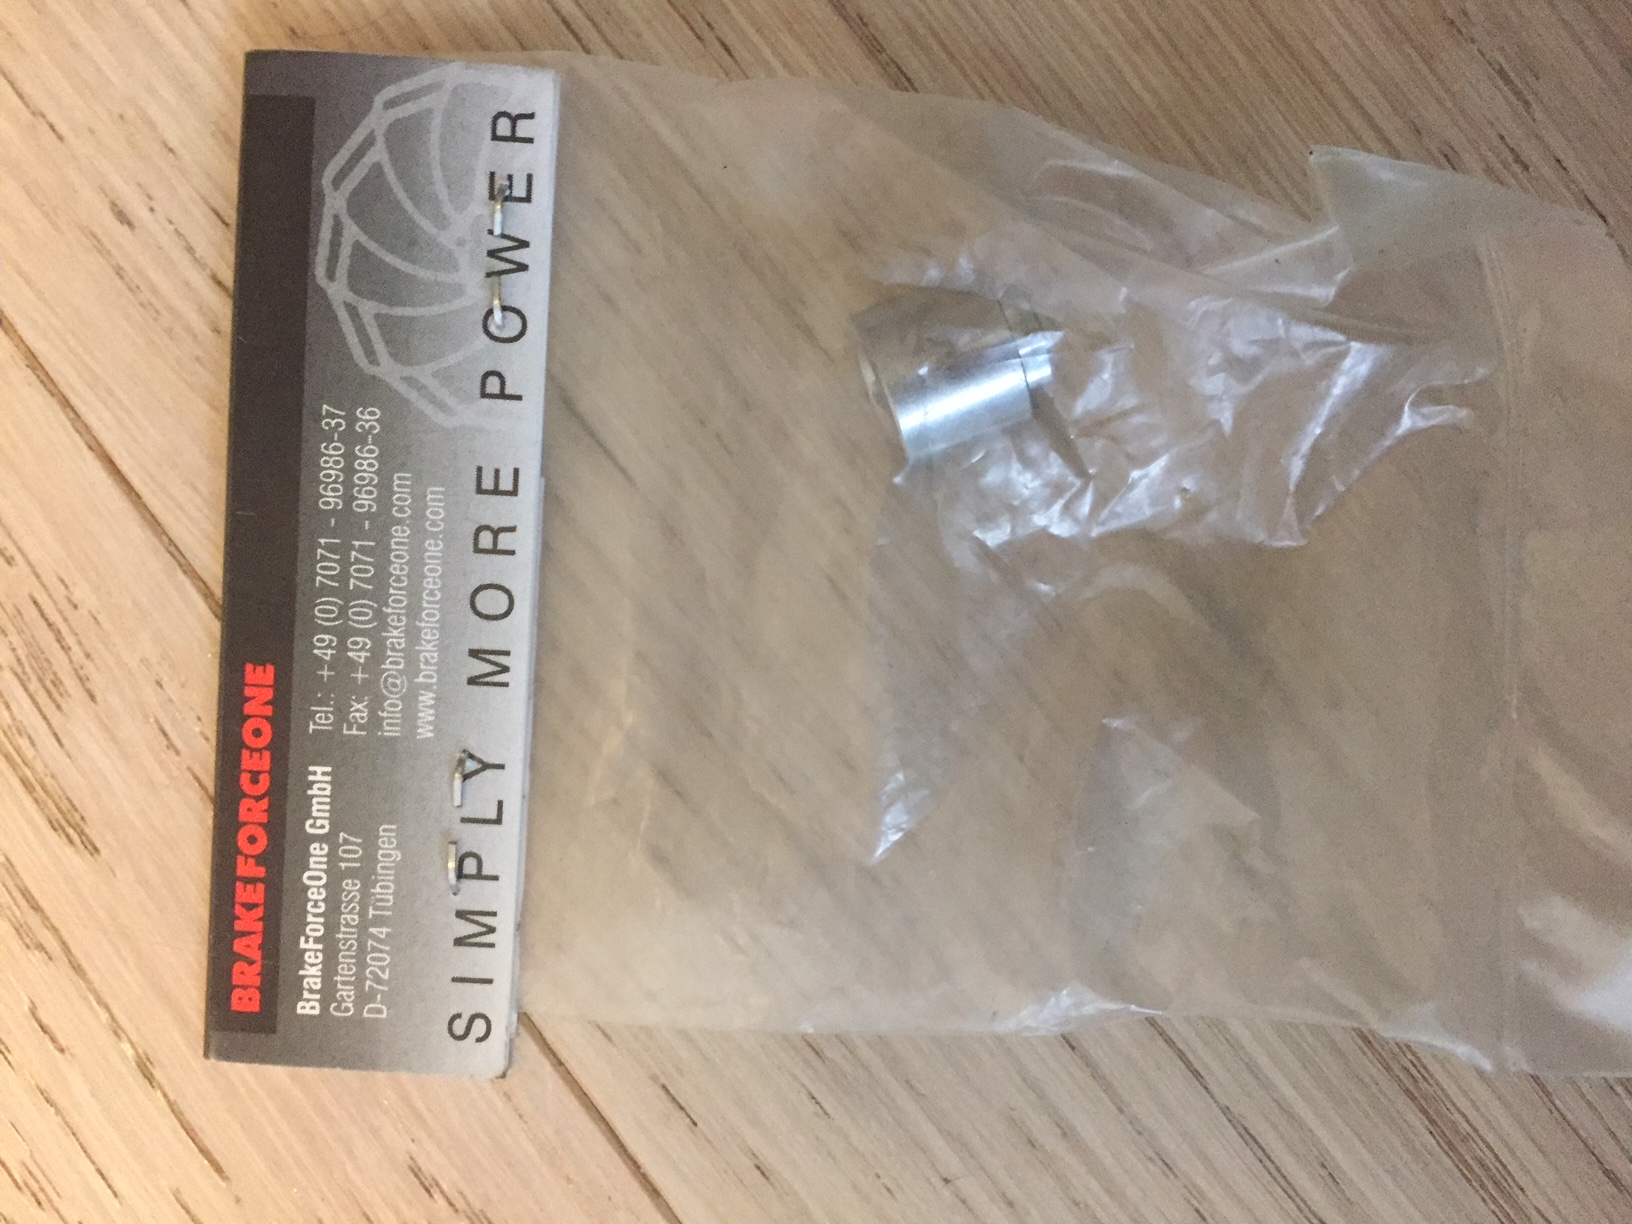 BRAKEFORCEONE
BrakeForceOne GmbH
Gartenstrasse 107
D-72074 Tübingen
Tel.: +49 (0) 7071 - 96986-37
Fax: +49 (0) 7071 - 96986-36
info@brakeforceone.com
www.brakeforceone.com
SIMPLY MORE POWER